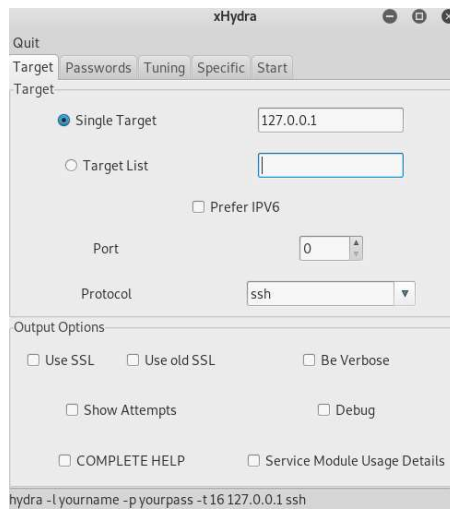 xHydra
Quit
Target Passwords Tuning Specific Start
Target
Single Target 127.0.0.1
Target List
Prefer IPV6
Port 0
Protocol ssh
Output Options
Use SSL Use old SSL Be Verbose
Show Attempts Debug
COMPLETE HELP Service Module Usage Details
hydra -l yourname -p yourpass -t 16 127.0.0.1 ssh